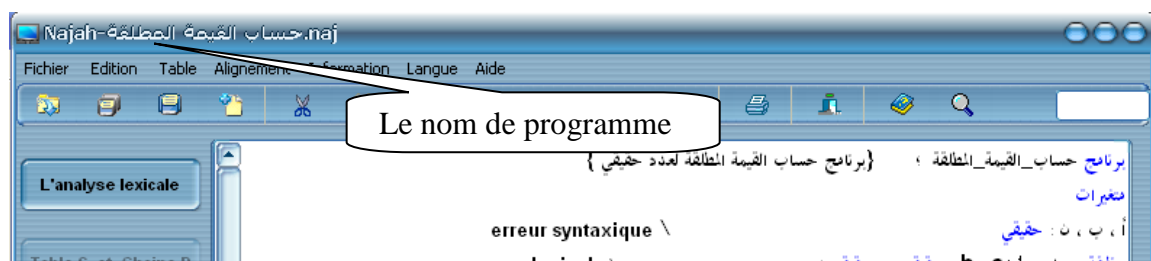 Najah-حساب القيمة المطلقة.naj
Fichier Edition Table Alignement Information Langue Aide
Le nom de programme
برنامج حساب_القيمة_المطلقة ؛ {برنامج حساب القيمة المطلقة لعدد حقيقي }
L'analyse lexicale
متغيرات
أ ، ب ، ن : حقيقي \ erreur syntaxique